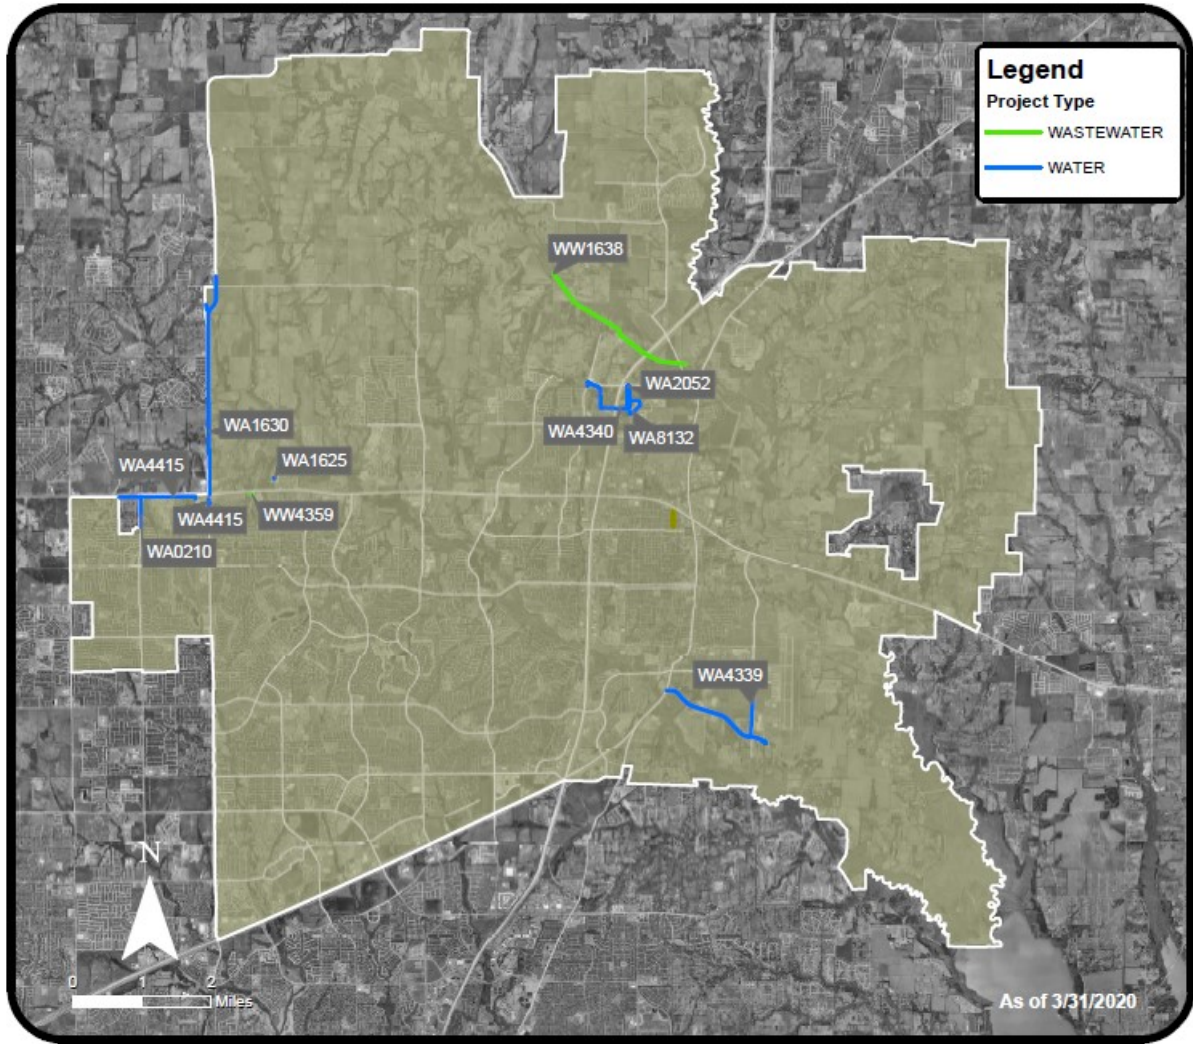 Legend
Project Type
WASTEWATER
WATER
WW1638
WA2052
WA4340
WA8132
WA1630
WA1625
WA4415
WA4415
WW4359
WA0210
WA4339
N
0 1 2
Miles
As of 3/31/2020